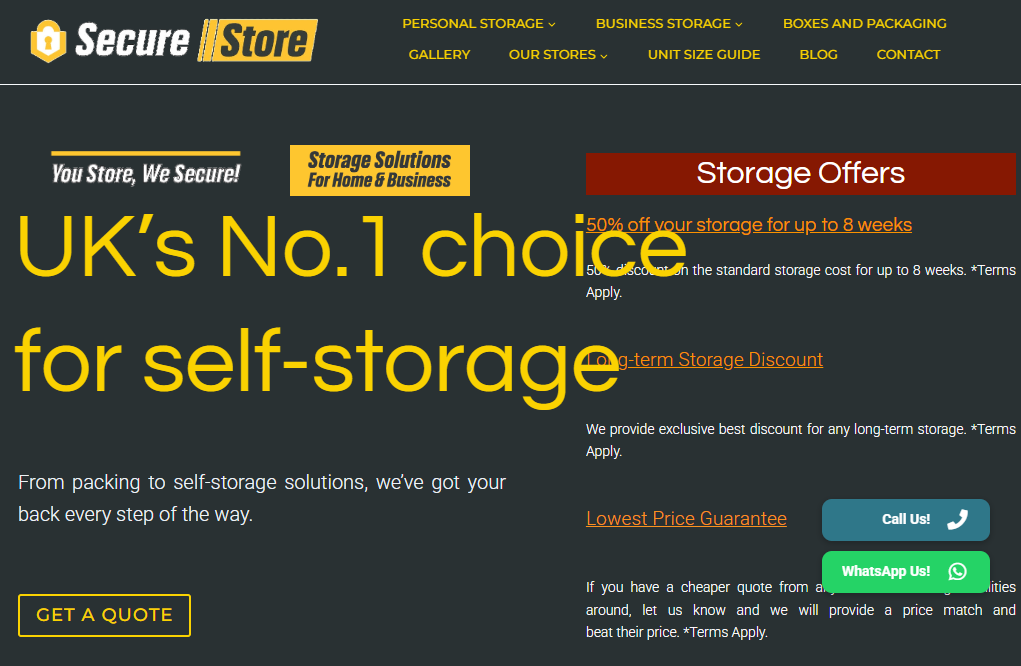 Secure Store
PERSONAL STORAGE
BUSINESS STORAGE
BOXES AND PACKAGING
GALLERY
OUR STORES
UNIT SIZE GUIDE
BLOG
CONTACT
You Store, We Secure!
Storage Solutions
For Home & Business
UK's No.1 choice
for self-storage
From packing to self-storage solutions, we've got your
back every step of the way.
GET A QUOTE
Storage Offers
50% off your storage for up to 8 weeks
50% discount on the standard storage cost for up to 8 weeks. *Terms
Apply.
Long-term Storage Discount
We provide exclusive best discount for any long-term storage. *Terms
Apply.
Lowest Price Guarantee
If you have a cheaper quote from
around, let us know and we will provide a price match and
beat their price. *Terms Apply.
Call Us!
WhatsApp Us!